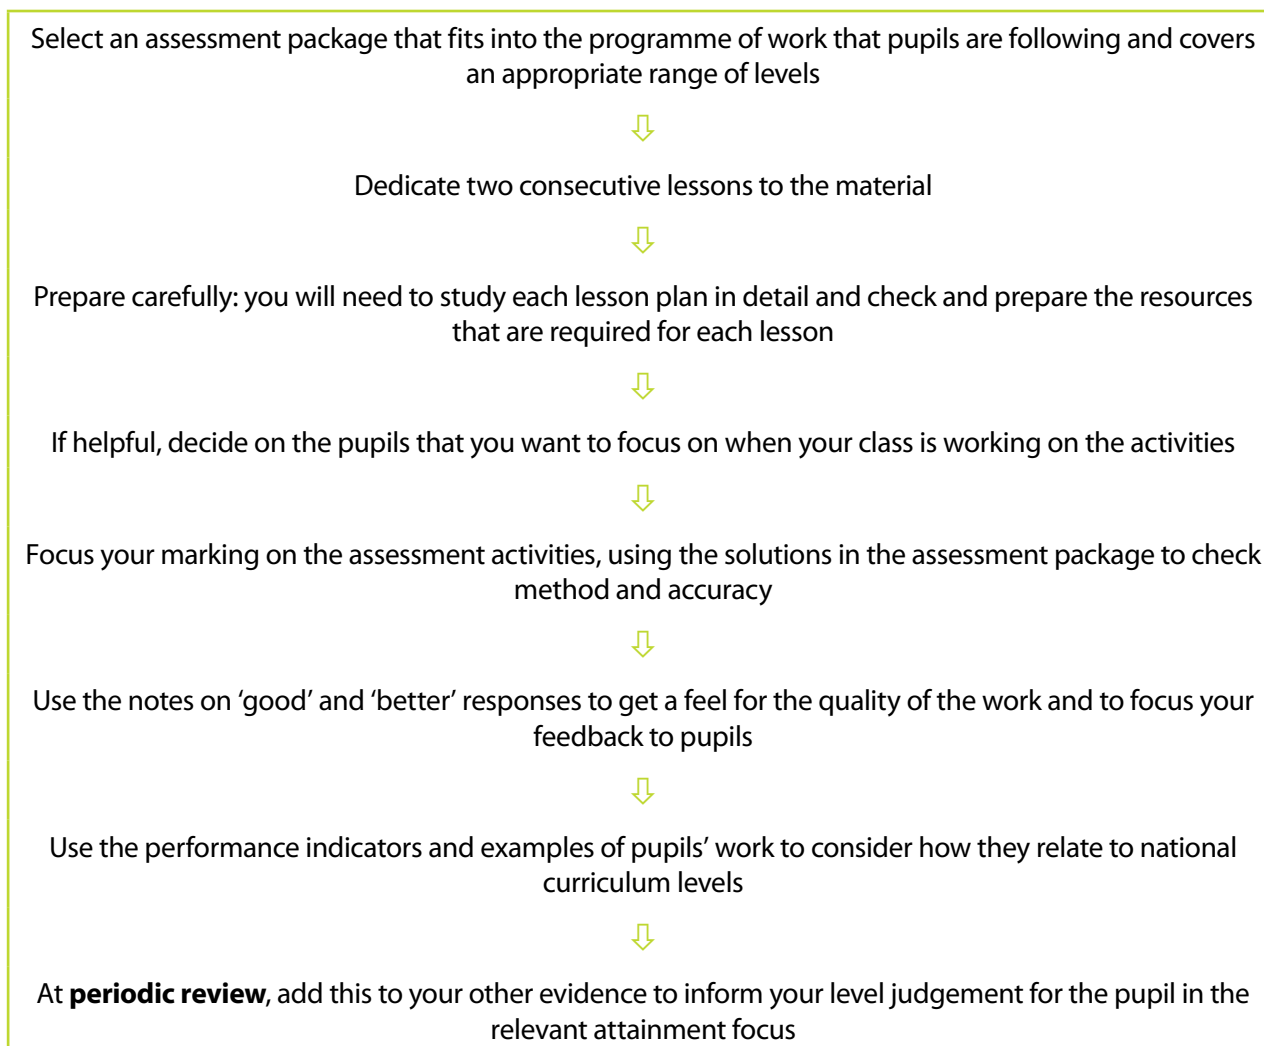 Select an assessment package that fits into the programme of work that pupils are following and covers
an appropriate range of levels
⇩
Dedicate two consecutive lessons to the material
⇩
Prepare carefully: you will need to study each lesson plan in detail and check and prepare the resources
that are required for each lesson
⇩
If helpful, decide on the pupils that you want to focus on when your class is working on the activities
⇩
Focus your marking on the assessment activities, using the solutions in the assessment package to check
method and accuracy
⇩
Use the notes on ‘good’ and ‘better’ responses to get a feel for the quality of the work and to focus your
feedback to pupils
⇩
Use the performance indicators and examples of pupils’ work to consider how they relate to national
curriculum levels
⇩
At periodic review, add this to your other evidence to inform your level judgement for the pupil in the
relevant attainment focus